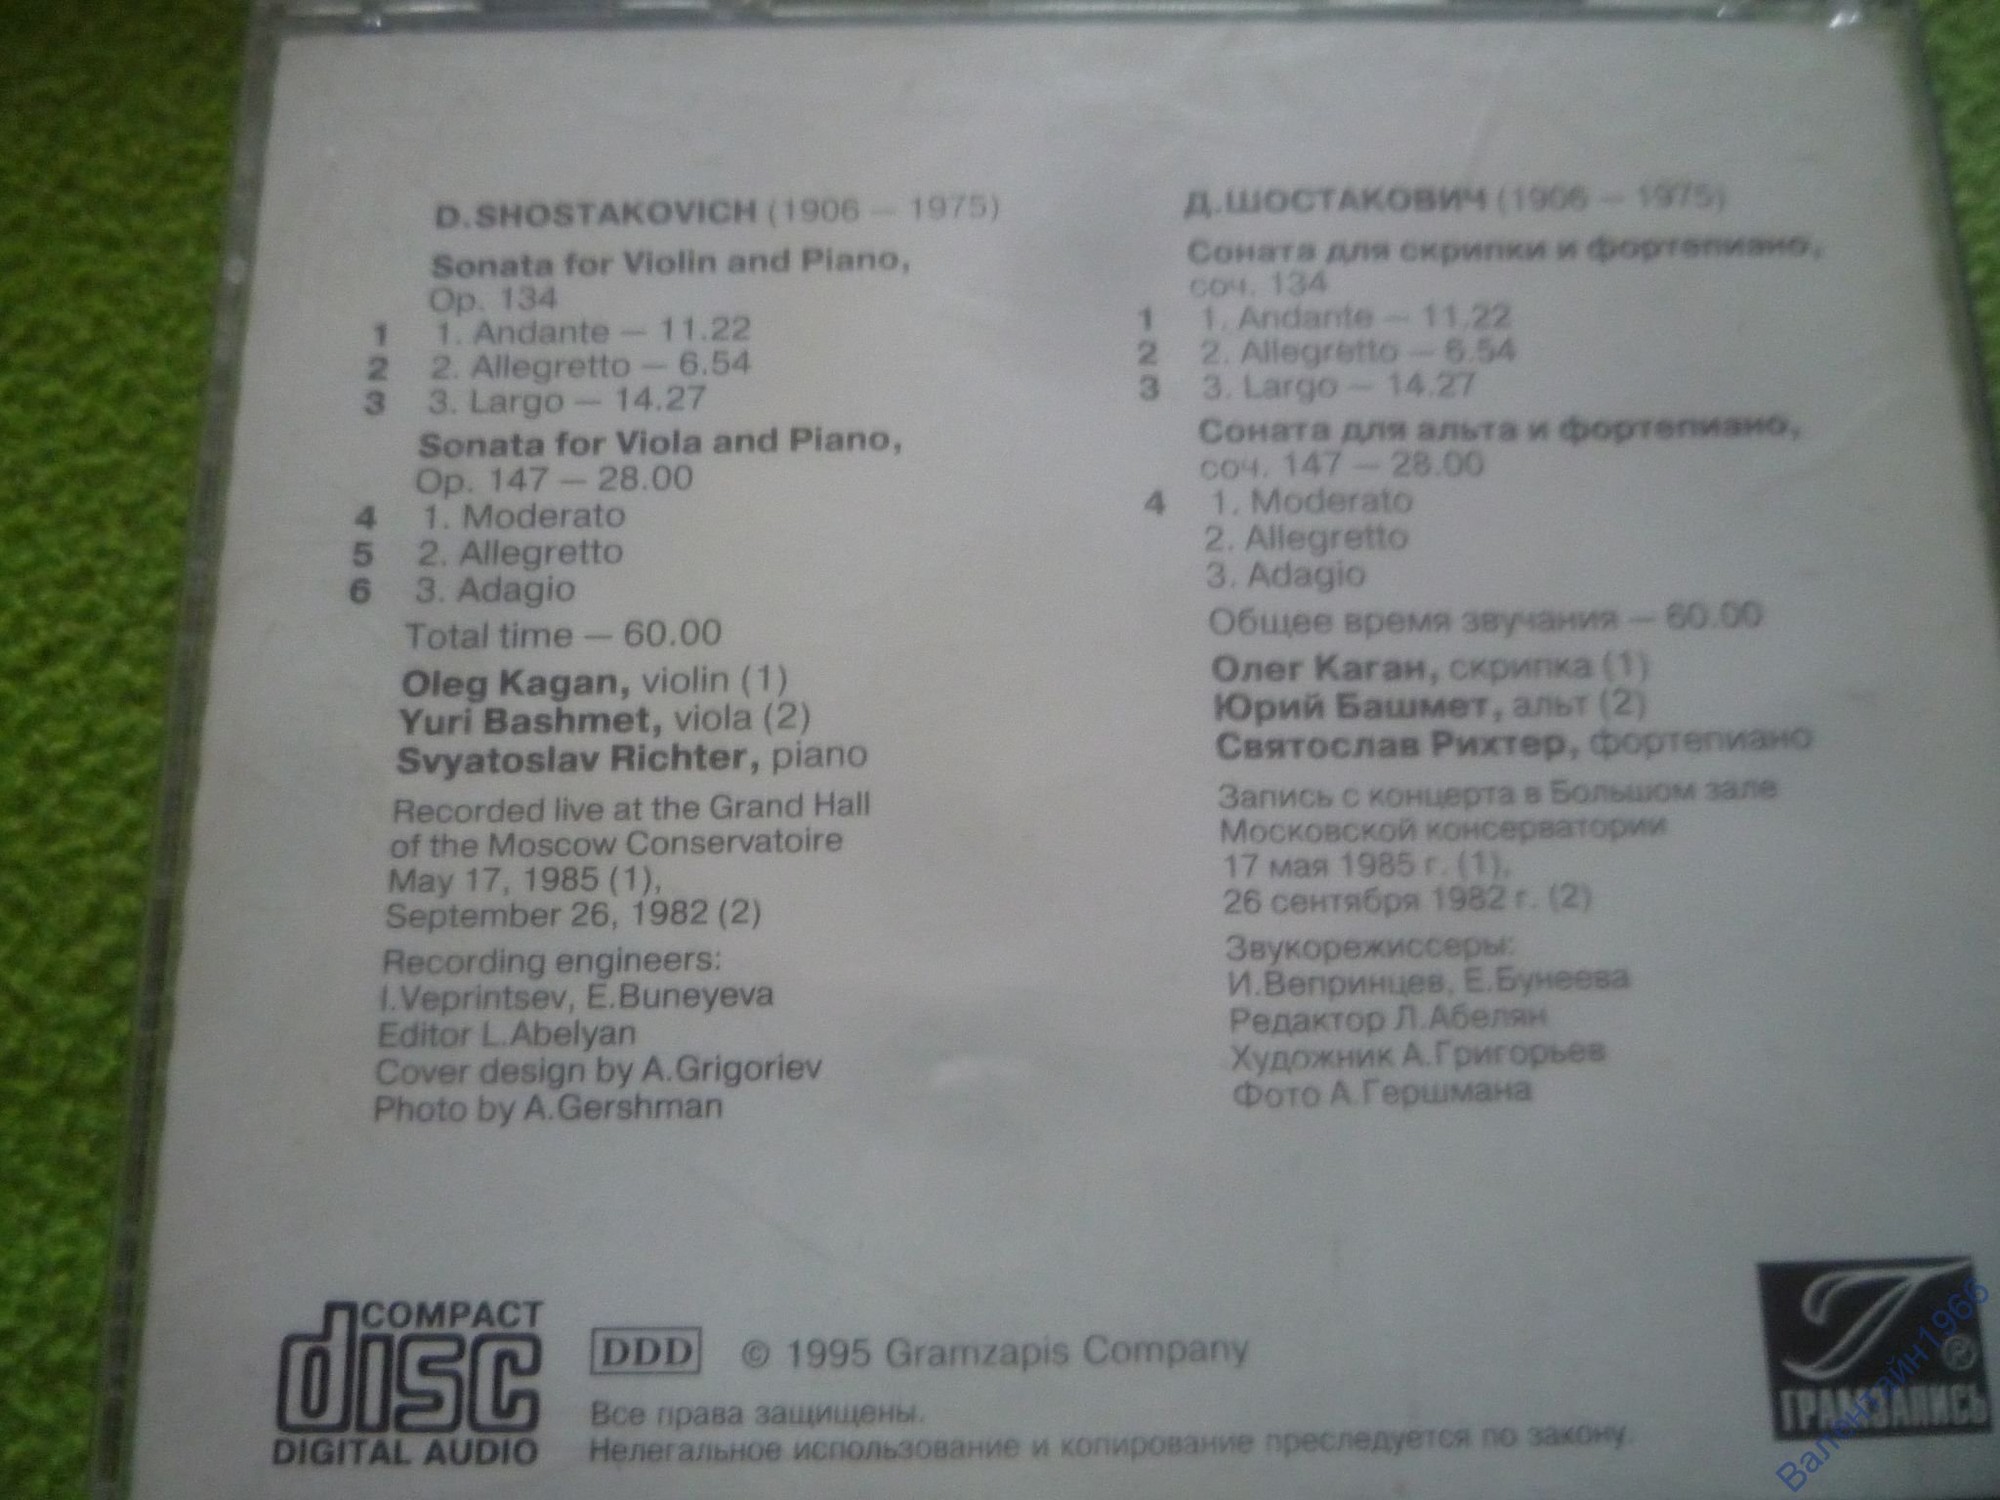 D.SHOSTAKOVICH (1906 – 1975)
Sonata for Violin and Piano,
Op. 134
1 1. Andante – 11.22
2 2. Allegretto – 6.54
3 3. Largo – 14.27
Sonata for Viola and Piano,
Op. 147 – 28.00
4 1. Moderato
5 2. Allegretto
6 3. Adagio
Total time – 60.00
Oleg Kagan, violin (1)
Yuri Bashmet, viola (2)
Svyatoslav Richter, piano
Recorded live at the Grand Hall
of the Moscow Conservatoire
May 17, 1985 (1),
September 26, 1982 (2)
Recording engineers:
I.Veprintsev, E.Buneyeva
Editor L.Abelyan
Cover design by A.Grigoriev
Photo by A.Gershman
Д.ШОСТАКОВИЧ (1906 – 1975)
Соната для скрипки и фортепиано,
соч. 134
1 1. Andante – 11.22
2 2. Allegretto – 6.54
3 3. Largo – 14.27
Соната для альта и фортепиано,
соч. 147 – 28.00
4 1. Moderato
2. Allegretto
3. Adagio
Общее время звучания – 60.00
Олег Каган, скрипка (1)
Юрий Башмет, альт (2)
Святослав Рихтер, фортепиано
Запись с концерта в Большом зале
Московской консерватории
17 мая 1985 г. (1),
26 сентября 1982 г. (2)
Звукорежиссеры:
И.Вепринцев, Е.Бунеева
Редактор Л.Абелян
Художник А.Григорьев
Фото А.Гершмана
COMPACT
disc
DIGITAL AUDIO
DDD © 1995 Gramzapis Company
Все права защищены.
Нелегальное использование и копирование преследуется по закону.
®
ГРАМЗАПИСЬ
Валентайн1966